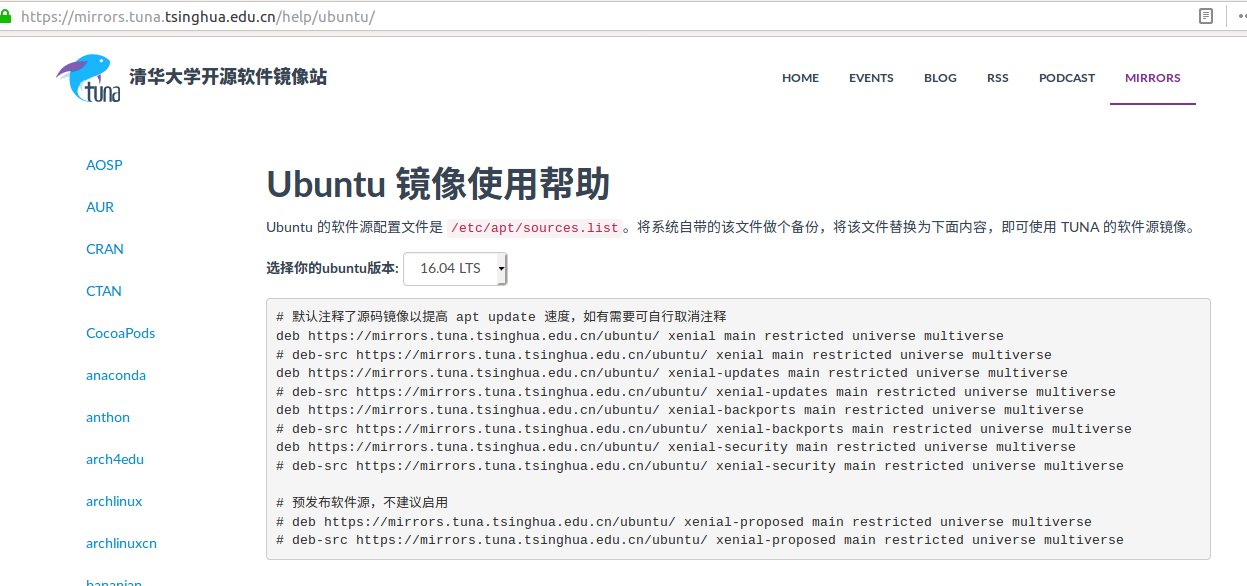 https://mirrors.tuna.tsinghua.edu.cn/help/ubuntu/
tuna 清华大学开源软件镜像站
HOME EVENTS BLOG RSS PODCAST MIRRORS
AOSP
AUR
CRAN
CTAN
CocoaPods
anaconda
anthon
arch4edu
archlinux
archlinuxcn
bananian
Ubuntu 镜像使用帮助
Ubuntu 的软件源配置文件是 /etc/apt/sources.list 。将系统自带的该文件做个备份，将该文件替换为下面内容，即可使用 TUNA 的软件源镜像。
选择你的ubuntu版本: 16.04 LTS
# 默认注释了源码镜像以提高 apt update 速度，如有需要可自行取消注释
deb https://mirrors.tuna.tsinghua.edu.cn/ubuntu/ xenial main restricted universe multiverse
# deb-src https://mirrors.tuna.tsinghua.edu.cn/ubuntu/ xenial main restricted universe multiverse
deb https://mirrors.tuna.tsinghua.edu.cn/ubuntu/ xenial-updates main restricted universe multiverse
# deb-src https://mirrors.tuna.tsinghua.edu.cn/ubuntu/ xenial-updates main restricted universe multiverse
deb https://mirrors.tuna.tsinghua.edu.cn/ubuntu/ xenial-backports main restricted universe multiverse
# deb-src https://mirrors.tuna.tsinghua.edu.cn/ubuntu/ xenial-backports main restricted universe multiverse
deb https://mirrors.tuna.tsinghua.edu.cn/ubuntu/ xenial-security main restricted universe multiverse
# deb-src https://mirrors.tuna.tsinghua.edu.cn/ubuntu/ xenial-security main restricted universe multiverse
# 预发布软件源，不建议启用
# deb https://mirrors.tuna.tsinghua.edu.cn/ubuntu/ xenial-proposed main restricted universe multiverse
# deb-src https://mirrors.tuna.tsinghua.edu.cn/ubuntu/ xenial-proposed main restricted universe multiverse